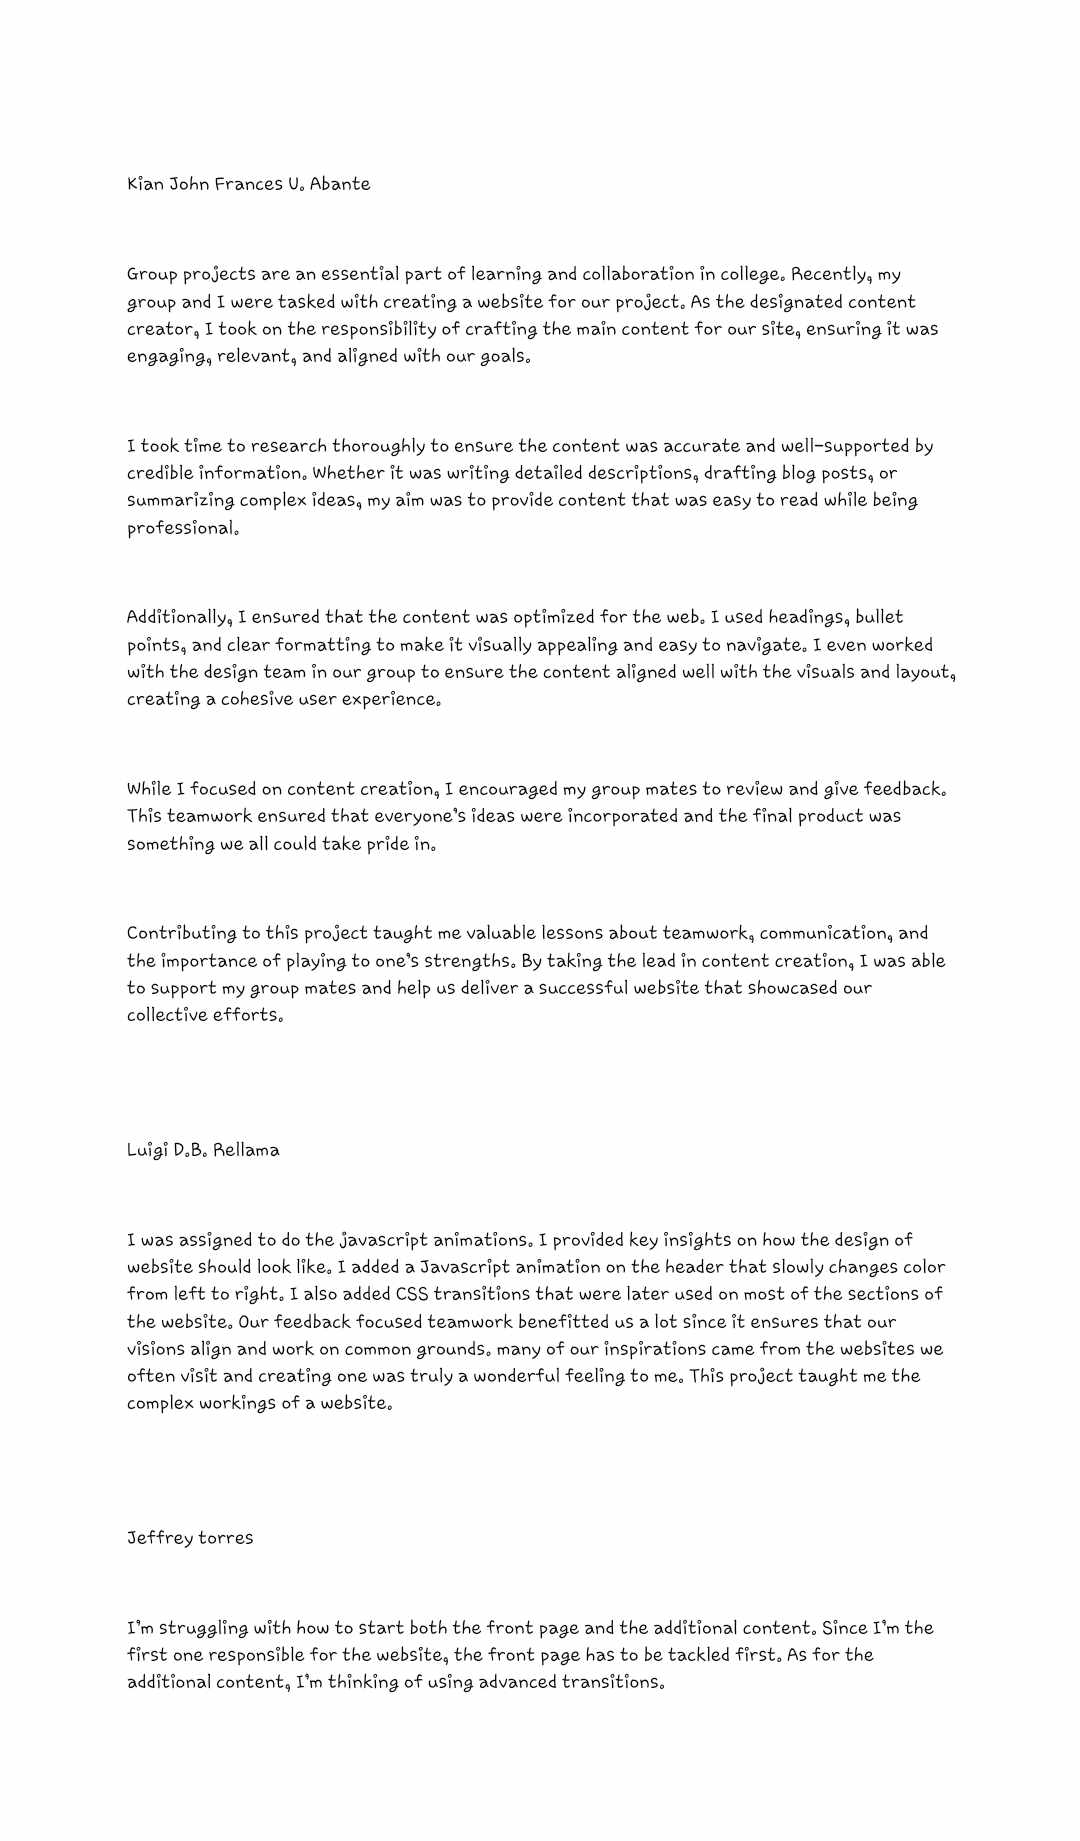 Kian John Frances U. Abante
Group projects are an essential part of learning and collaboration in college. Recently, my
group and I were tasked with creating a website for our project. As the designated content
creator, I took on the responsibility of crafting the main content for our site, ensuring it was
engaging, relevant, and aligned with our goals.
I took time to research thoroughly to ensure the content was accurate and well-supported by
credible information. Whether it was writing detailed descriptions, drafting blog posts, or
summarizing complex ideas, my aim was to provide content that was easy to read while being
professional.
Additionally, I ensured that the content was optimized for the web. I used headings, bullet
points, and clear formatting to make it visually appealing and easy to navigate. I even worked
with the design team in our group to ensure the content aligned well with the visuals and layout,
creating a cohesive user experience.
While I focused on content creation, I encouraged my group mates to review and give feedback.
This teamwork ensured that everyone's ideas were incorporated and the final product was
something we all could take pride in.
Contributing to this project taught me valuable lessons about teamwork, communication, and
the importance of playing to one's strengths. By taking the lead in content creation, I was able
to support my group mates and help us deliver a successful website that showcased our
collective efforts.
Luigi D.B. Rellama
I was assigned to do the javascript animations. I provided key insights on how the design of
website should look like. I added a Javascript animation on the header that slowly changes color
from left to right. I also added CSS transitions that were later used on most of the sections of
the website. Our feedback focused teamwork benefitted us a lot since it ensures that our
visions align and work on common grounds. many of our inspirations came from the websites we
often visit and creating one was truly a wonderful feeling to me. This project taught me the
complex workings of a website.
Jeffrey torres
I'm struggling with how to start both the front page and the additional content. Since I'm the
first one responsible for the website, the front page has to be tackled first. As for the
additional content, I'm thinking of using advanced transitions.